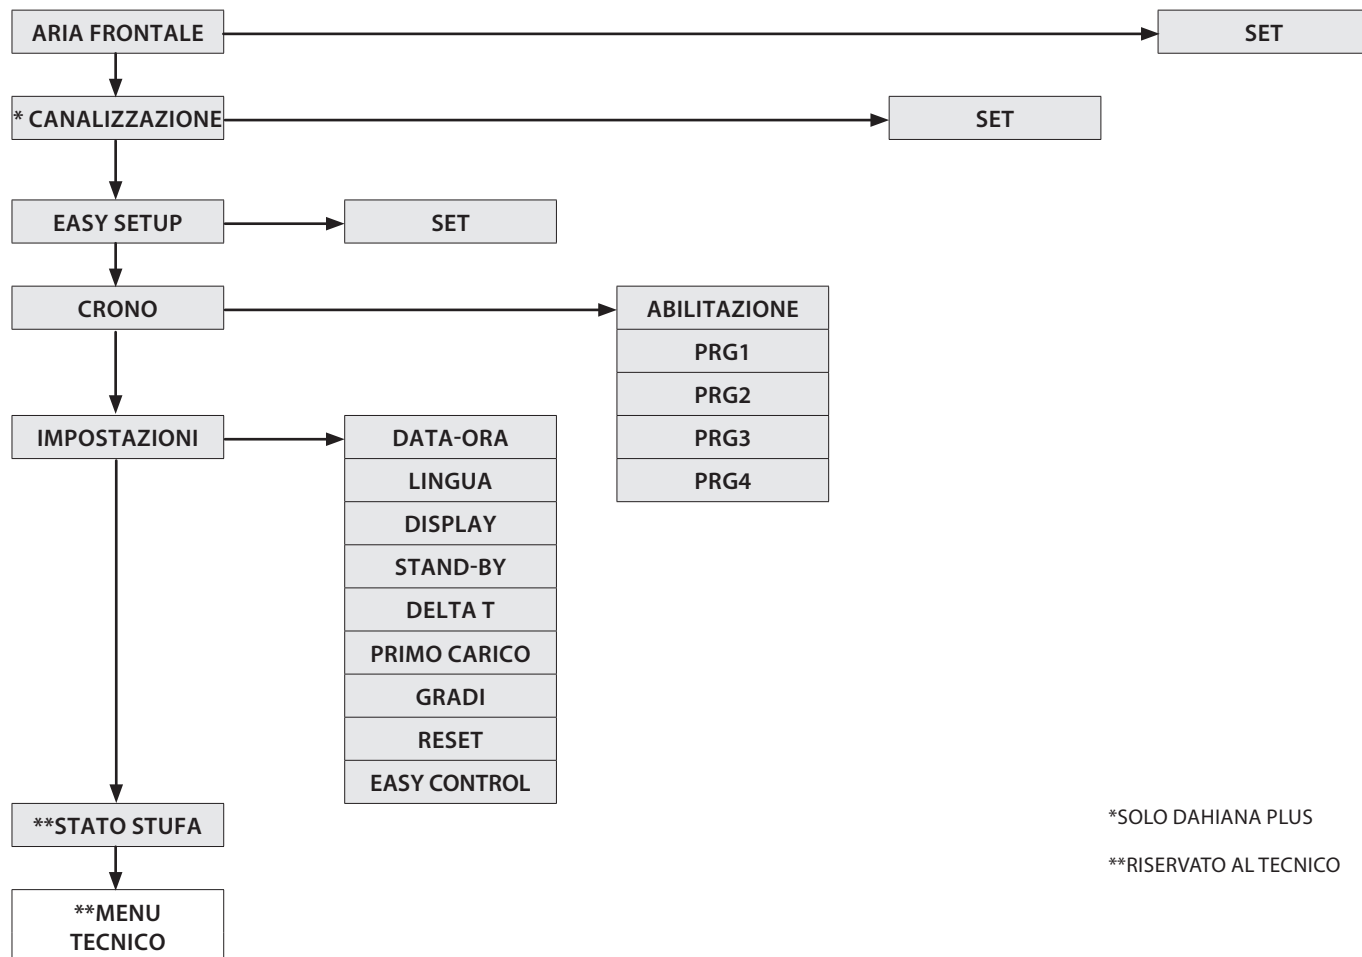 ARIA FRONTALE
SET
* CANALIZZAZIONE
SET
EASY SETUP
SET
CRONO
ABILITAZIONE
PRG1
PRG2
PRG3
PRG4
IMPOSTAZIONI
DATA-ORA
LINGUA
DISPLAY
STAND-BY
DELTA T
PRIMO CARICO
GRADI
RESET
EASY CONTROL
**STATO STUFA
**MENU
TECNICO
*SOLO DAHIANA PLUS
**RISERVATO AL TECNICO